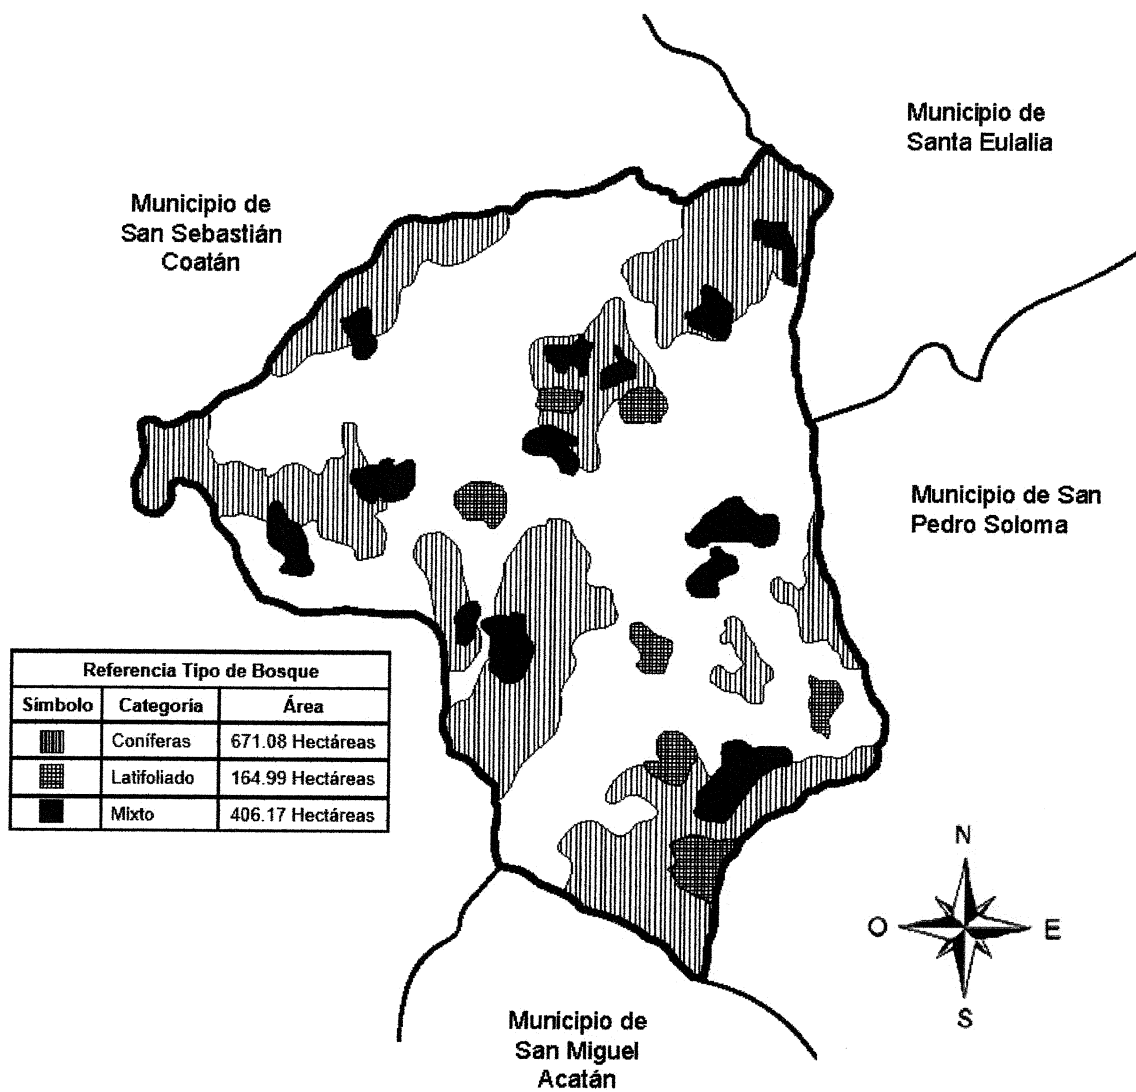 Municipio de
Santa Eulalia
Municipio de
San Sebastián
Coatán
Municipio de San
Pedro Soloma
Referencia Tipo de Bosque
Símbolo Categoria Área
Coníferas 671.08 Hectáreas
Latifoliado 164.99 Hectáreas
Mixto 406.17 Hectáreas
N
O E
S
Municipio de
San Miguel
Acatán